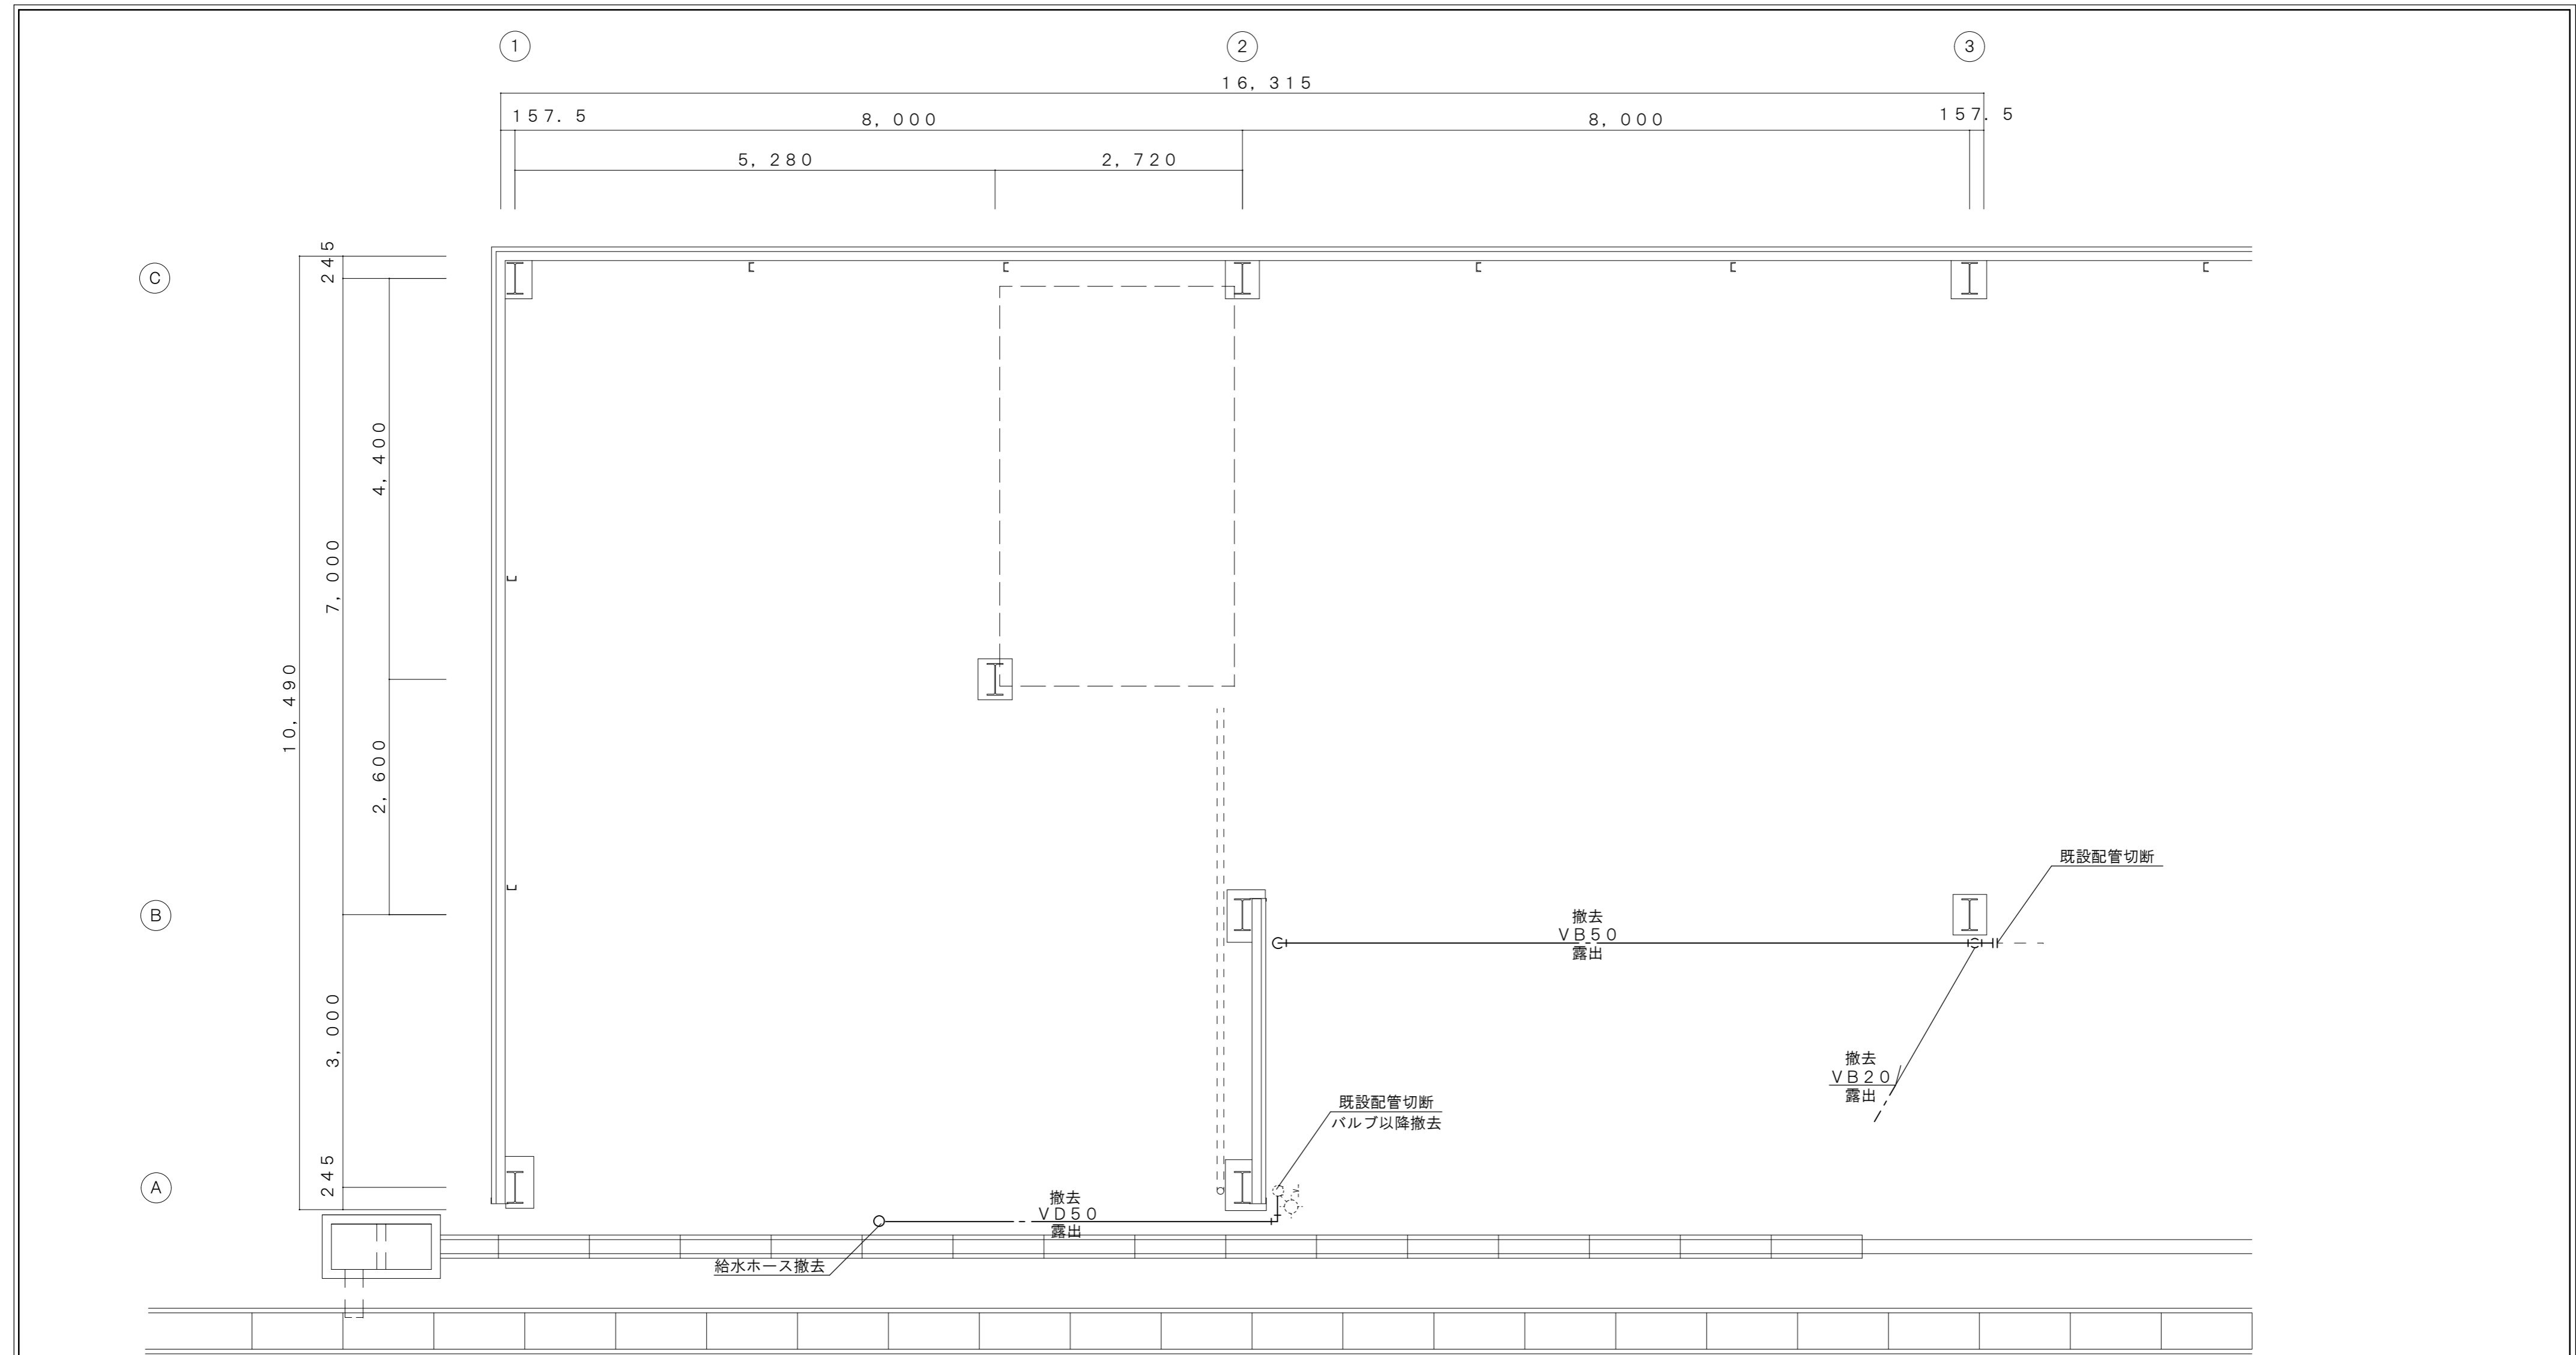 1
2
3
16,315
157.5
8,000
8,000
157.5
5,280
2,720
C
B
A
245
4,400
7,000
10,490
2,600
3,000
245
既設配管切断
撤去
VB50
露出
撤去
VB20
露出
既設配管切断
バルブ以降撤去
撤去
VD50
露出
給水ホース撤去